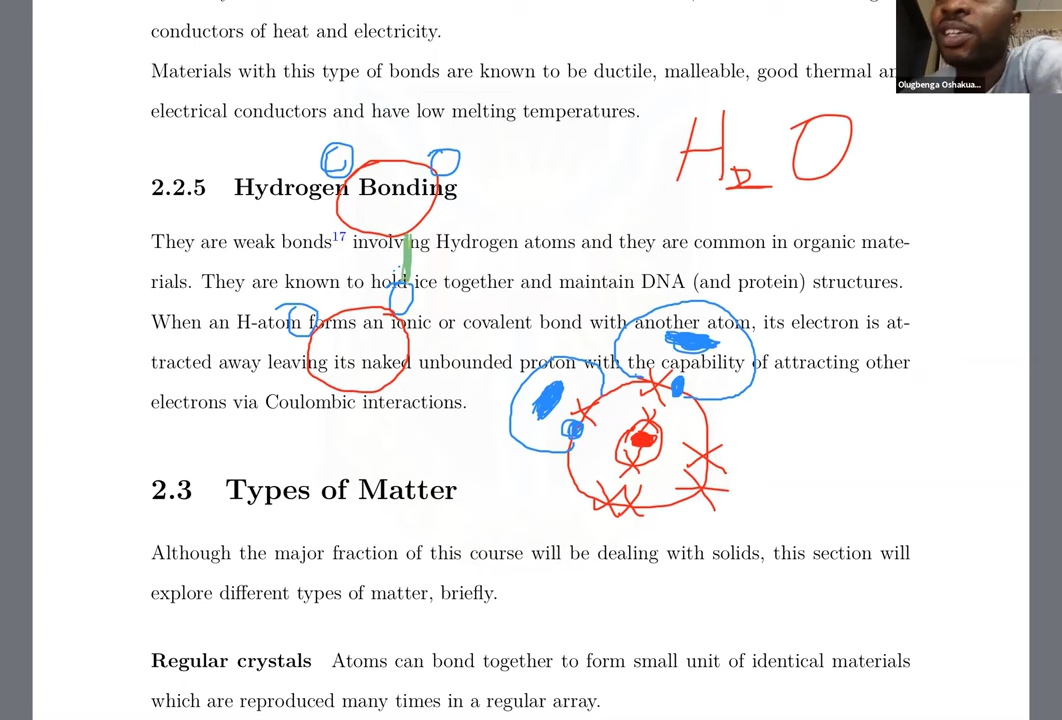 conductors of heat and electricity.
Materials with this type of bonds are known to be ductile, malleable, good thermal an
electrical conductors and have low melting temperatures.
Olugbenga Oshakua...
H2O
2.2.5 Hydrogen Bonding
They are weak bonds17 involving Hydrogen atoms and they are common in organic mate-
rials. They are known to hold ice together and maintain DNA (and protein) structures.
When an H-atom forms an ionic or covalent bond with another atom, its electron is at-
tracted away leaving its naked unbounded proton with the capability of attracting other
electrons via Coulombic interactions.
2.3 Types of Matter
Although the major fraction of this course will be dealing with solids, this section will
explore different types of matter, briefly.
Regular crystals Atoms can bond together to form small unit of identical materials
which are reproduced many times in a regular array.